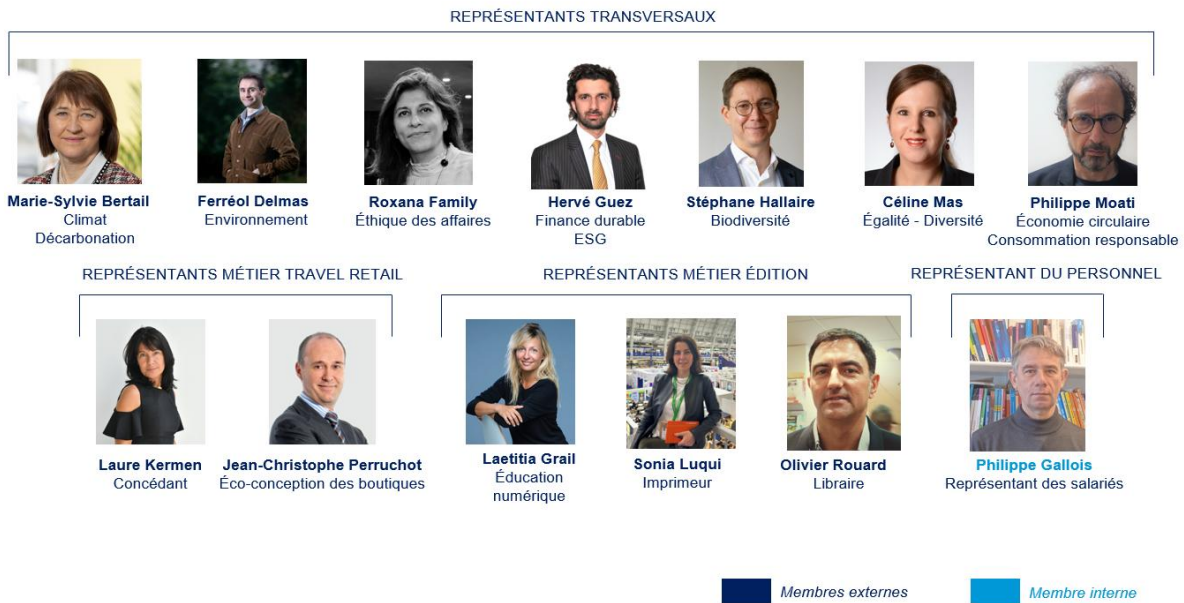 REPRÉSENTANTS TRANSVERSAUX
Marie-Sylvie Bertail
Climat
Décarbonation
Ferréol Delmas
Environnement
Roxana Family
Éthique des affaires
Hervé Guez
Finance durable
ESG
Stéphane Hallaire
Biodiversité
Céline Mas
Égalité - Diversité
Philippe Moati
Économie circulaire
Consommation responsable
REPRÉSENTANTS MÉTIER TRAVEL RETAIL
Laure Kermen
Concédant
Jean-Christophe Perruchot
Éco-conception des boutiques
REPRÉSENTANTS MÉTIER ÉDITION
Laetitia Grail
Éducation
numérique
Sonia Luqui
Imprimeur
Olivier Rouard
Libraire
REPRÉSENTANT DU PERSONNEL
Philippe Gallois
Représentant des salariés
Membres externes
Membre interne